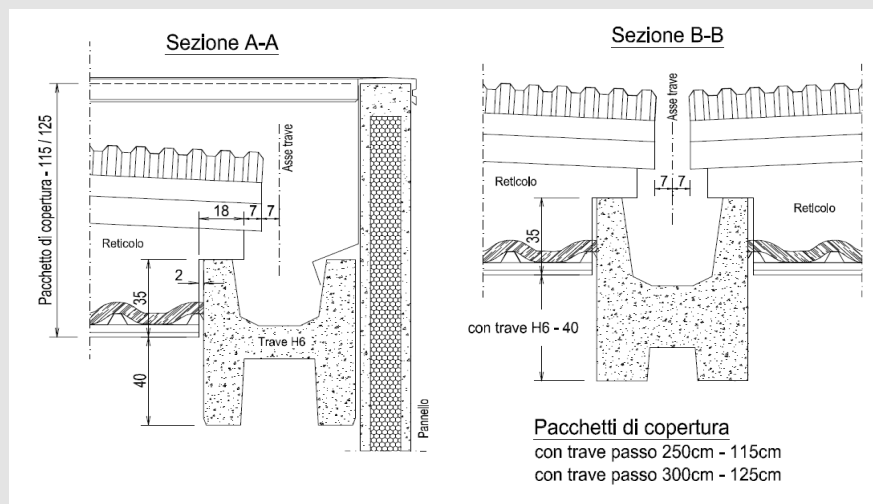 Sezione A-A
Pacchetto di copertura - 115 / 125
Asse trave
18
7
7
Reticolo
2
35
40
Trave H6
Pannello
Sezione B-B
Asse trave
7
7
Reticolo
Reticolo
35
con trave H6 - 40
Pacchetti di copertura
con trave passo 250cm - 115cm
con trave passo 300cm - 125cm